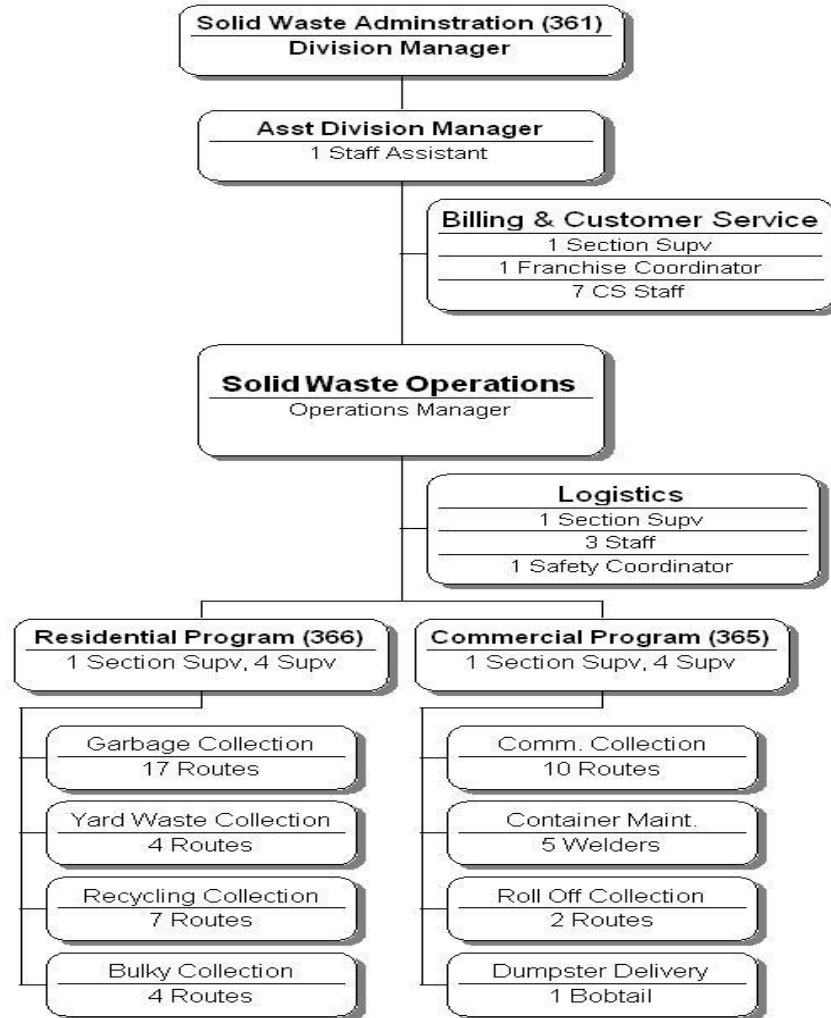 Solid Waste Adminstration (361)
Division Manager
Asst Division Manager
1 Staff Assistant
Billing & Customer Service
1 Section Supv
1 Franchise Coordinator
7 CS Staff
Solid Waste Operations
Operations Manager
Logistics
1 Section Supv
3 Staff
1 Safety Coordinator
Residential Program (366)
1 Section Supv, 4 Supv
Commercial Program (365)
1 Section Supv, 4 Supv
Garbage Collection
17 Routes
Yard Waste Collection
4 Routes
Recycling Collection
7 Routes
Bulky Collection
4 Routes
Comm. Collection
10 Routes
Container Maint.
5 Welders
Roll Off Collection
2 Routes
Dumpster Delivery
1 Bobtail